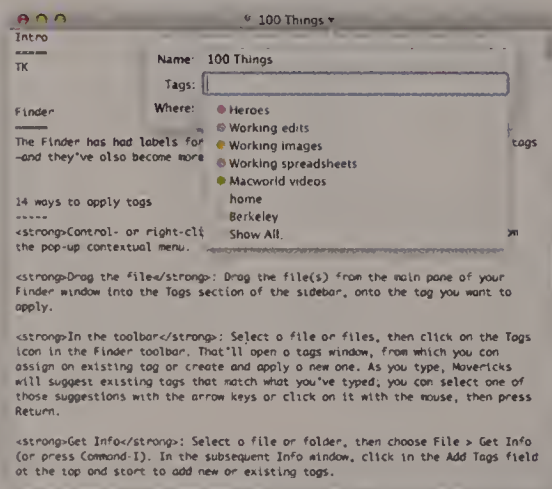 100 Things
Intro
-----
TK
Name: 100 Things
Tags:
Where:
Heroes
Working edits
Working images
Working spreadsheets
Macworld videos
home
Berkeley
Show All.
Finder
-----
The Finder has had labels for tags
-and they've also become more
14 ways to apply tags
-----
<strong>Control- or right-cli
the pop-up contextual menu.
<strong>Drag the file</strong>: Drag the file(s) from the main pane of your
Finder window into the Tags section of the sidebar, onto the tag you want to
apply.
<strong>In the toolbar</strong>: Select a file or files, then click on the Tags
icon in the Finder toolbar. That'll open a tags window, from which you can
assign an existing tag or create and apply a new one. As you type, Mavericks
will suggest existing tags that match what you've typed; you can select one of
those suggestions with the arrow keys or click on it with the mouse, then press
Return.
<strong>Get Info</strong>: Select a file or folder, then choose File > Get Info
(or press Command-I). In the subsequent Info window, click in the Add Tags field
at the top and start to add new or existing tags.